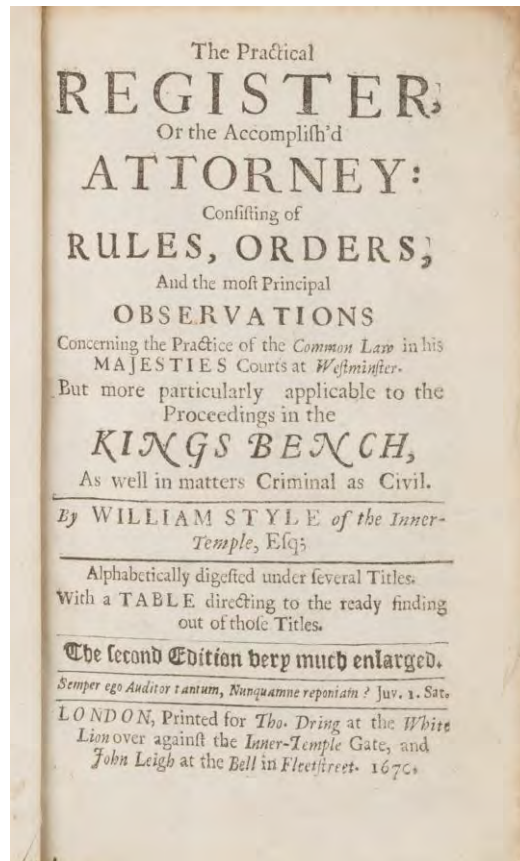 The Practical
REGISTER;
Or the Accompliſh'd
ATTORNEY:
Conſiſting of
RULES, ORDERS;
And the moſt Principal
OBSERVATIONS
Concerning the Practice of the Common Law in his
MAJESTIES Courts at Weſtminſter.
But more particularly applicable to the
Proceedings in the
KINGS BENCH,
As well in matters Criminal as Civil.
By WILLIAM STYLE of the Inner-
Temple, Eſq;
Alphabetically digeſted under ſeveral Titles.
With a TABLE directing to the ready finding
out of thoſe Titles.
The ſecond Edition very much enlarged.
Semper ego Auditor tantum, Nunquamne reponiam? Juv. 1. Sat.
LONDON, Printed for Tho. Dring at the White
Lion over againſt the Inner-Temple Gate, and
John Leigh at the Bell in Fleetſtreet. 1670.